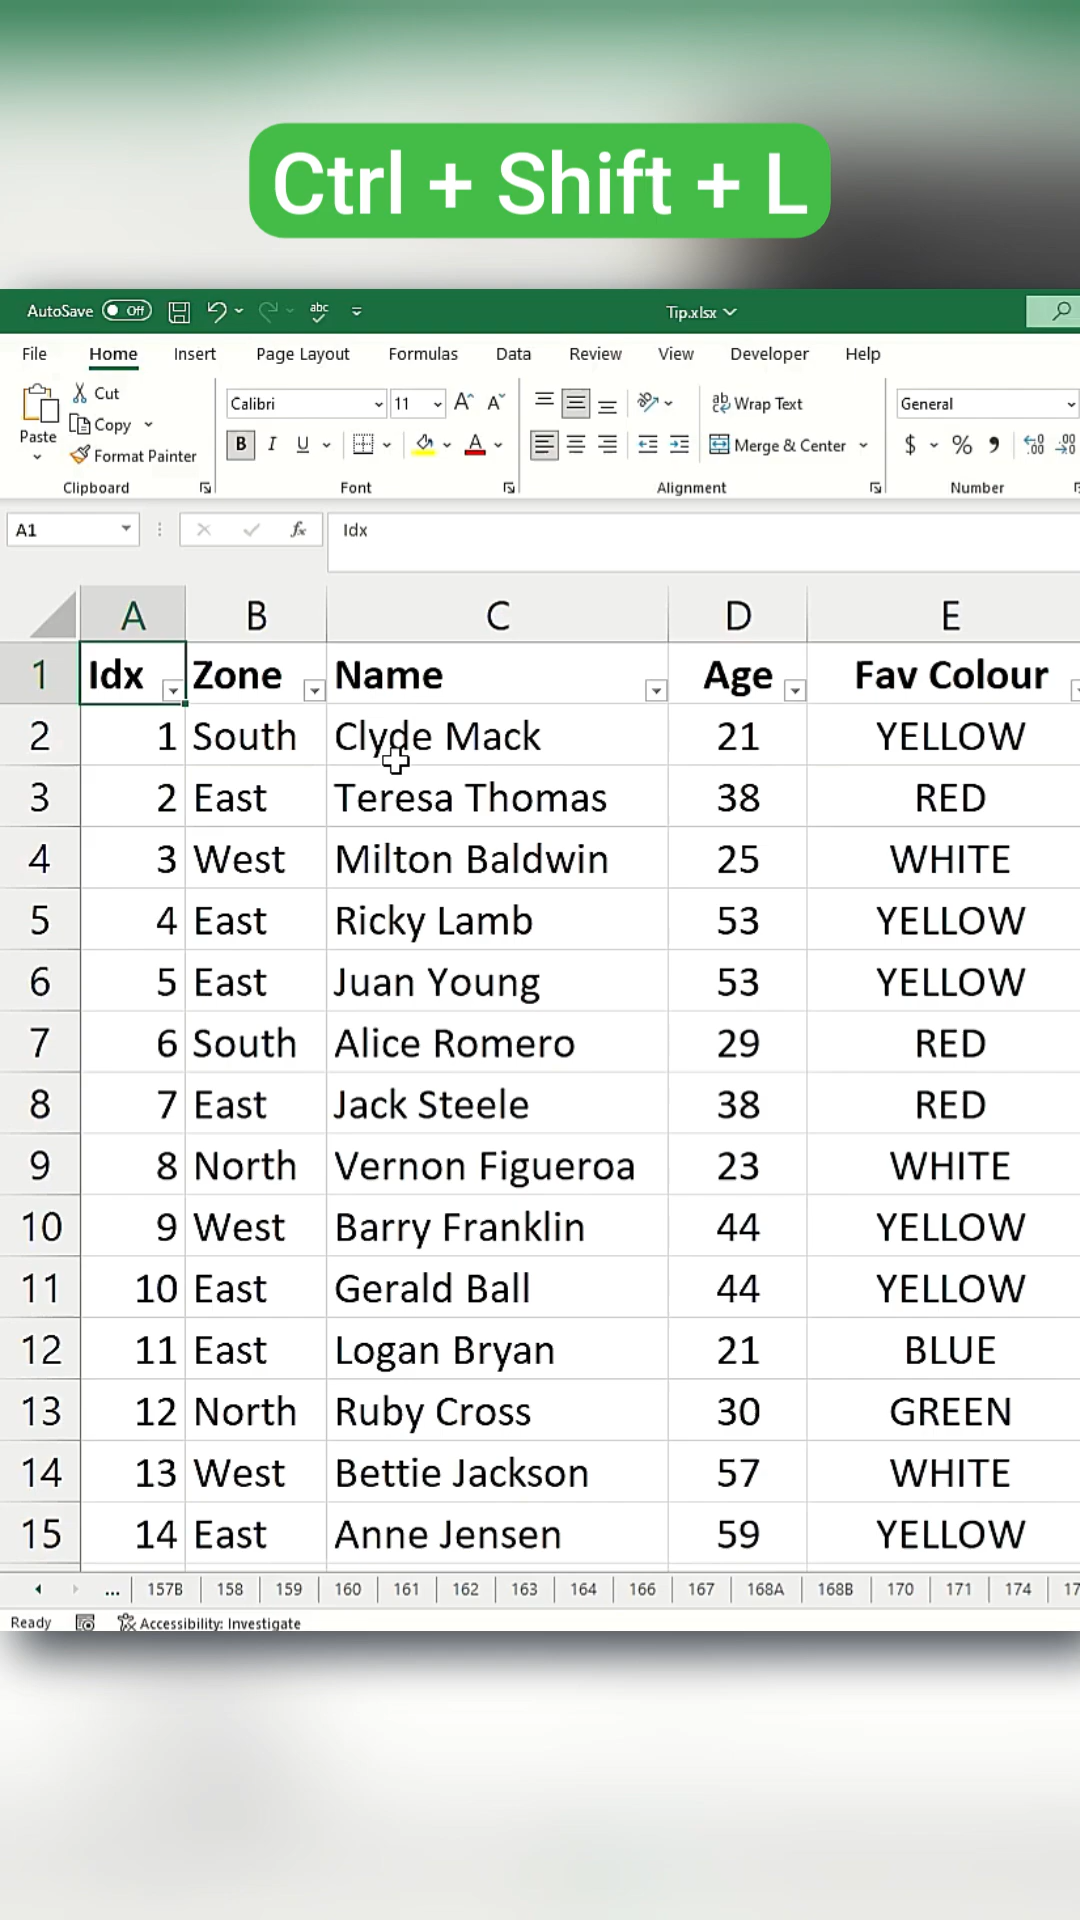 Ctrl + Shift + L
AutoSave Off abc Tip.xlsx
File Home Insert Page Layout Formulas Data Review View Developer Help
Paste Cut Copy Format Painter Calibri 11 A A ab Wrap Text General
B I U A Merge & Center $ % 9 .00
Clipboard Font Alignment Number
A1 fx Idx
A B C D E
1 Idx Zone Name Age Fav Colour
2 1 South Clyde Mack 21 YELLOW
3 2 East Teresa Thomas 38 RED
4 3 West Milton Baldwin 25 WHITE
5 4 East Ricky Lamb 53 YELLOW
6 5 East Juan Young 53 YELLOW
7 6 South Alice Romero 29 RED
8 7 East Jack Steele 38 RED
9 8 North Vernon Figueroa 23 WHITE
10 9 West Barry Franklin 44 YELLOW
11 10 East Gerald Ball 44 YELLOW
12 11 East Logan Bryan 21 BLUE
13 12 North Ruby Cross 30 GREEN
14 13 West Bettie Jackson 57 WHITE
15 14 East Anne Jensen 59 YELLOW
... 157B 158 159 160 161 162 163 164 166 167 168A 168B 170 171 174 17
Ready Accessibility: Investigate